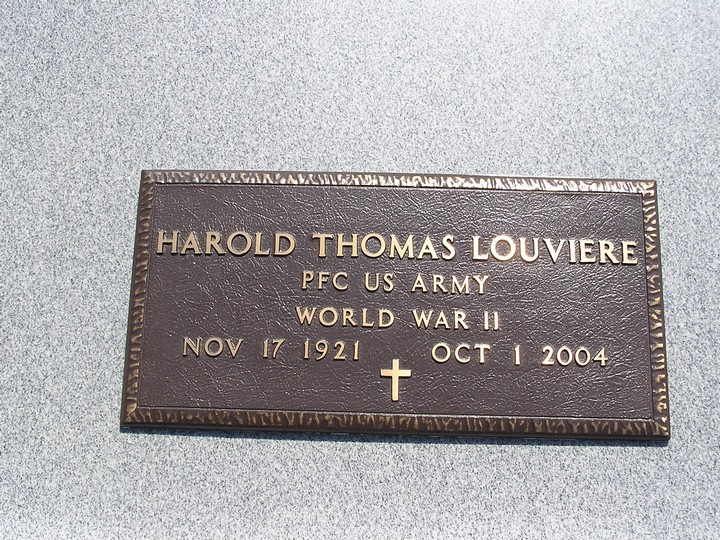 HAROLD THOMAS LOUVIERE
PFC US ARMY
WORLD WAR II
NOV 17 1921 OCT 1 2004